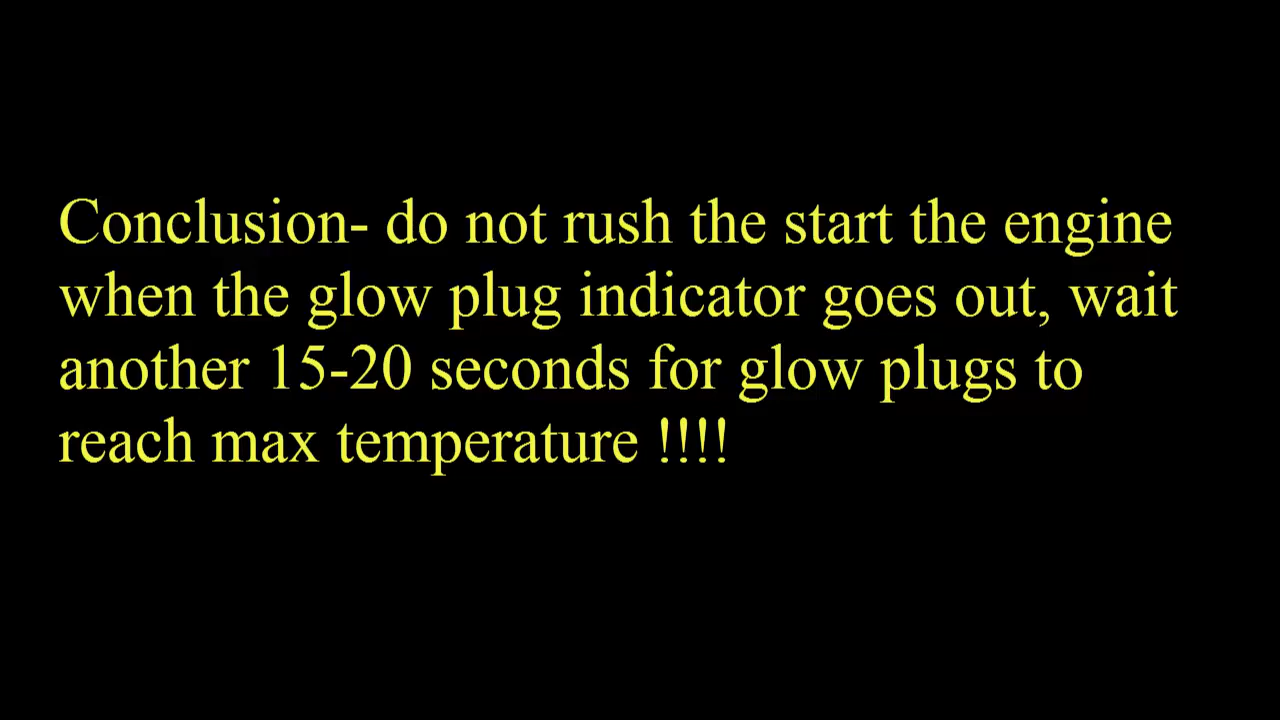 Conclusion- do not rush the start the engine
when the glow plug indicator goes out, wait
another 15-20 seconds for glow plugs to
reach max temperature !!!!